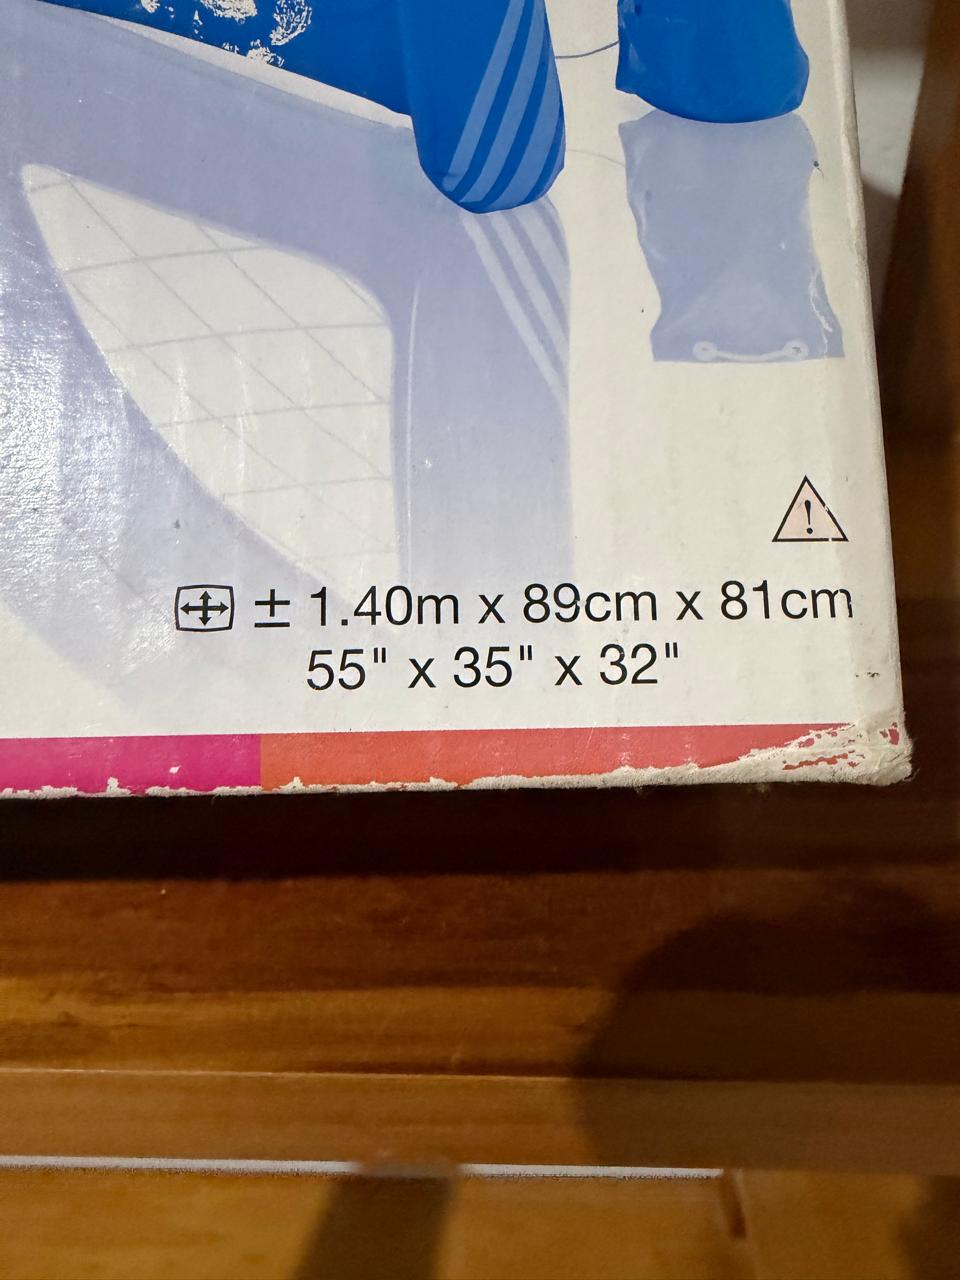 ± 1.40m x 89cm x 81cm
55" x 35" x 32"